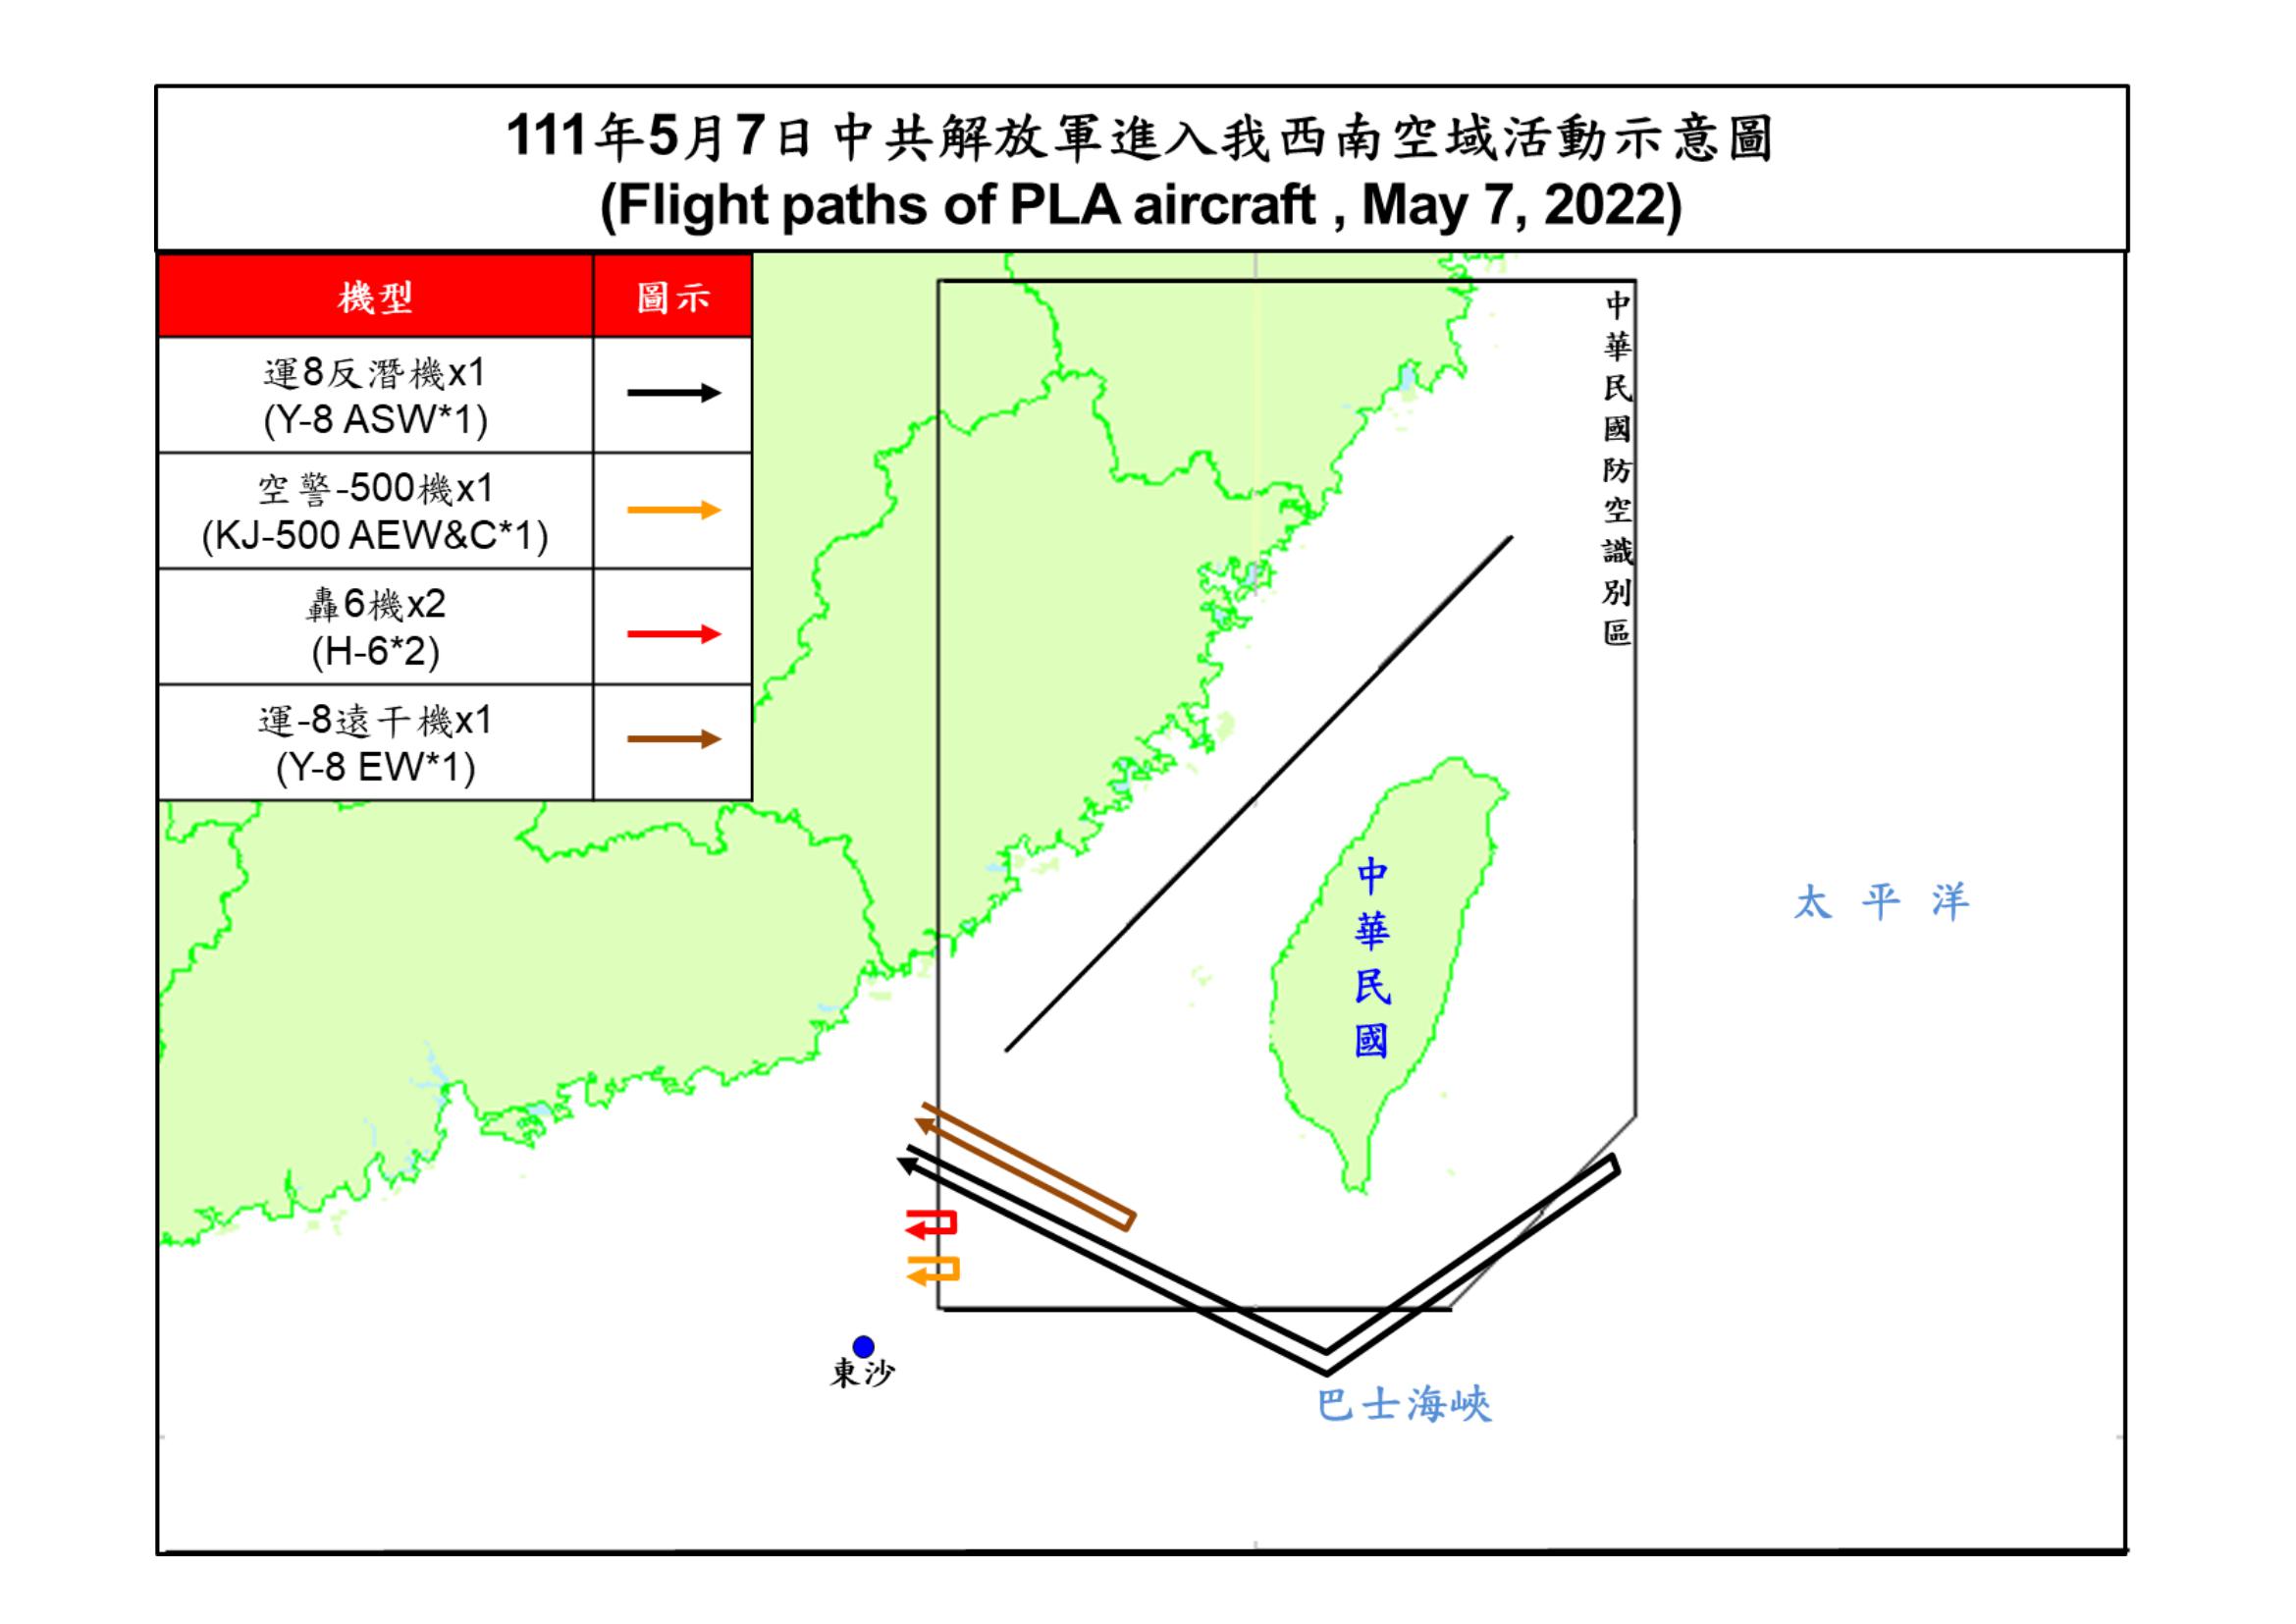 111年5月7日中共解放軍進入我西南空域活動示意圖
(Flight paths of PLA aircraft , May 7, 2022)
機型
圖示
運8反潛機x1
(Y-8 ASW*1)
空警-500機x1
(KJ-500 AEW&C*1)
轟6機x2
(H-6*2)
運-8遠干機x1
(Y-8 EW*1)
中華民國防空識別區
中華民國
太平洋
東沙
巴士海峽